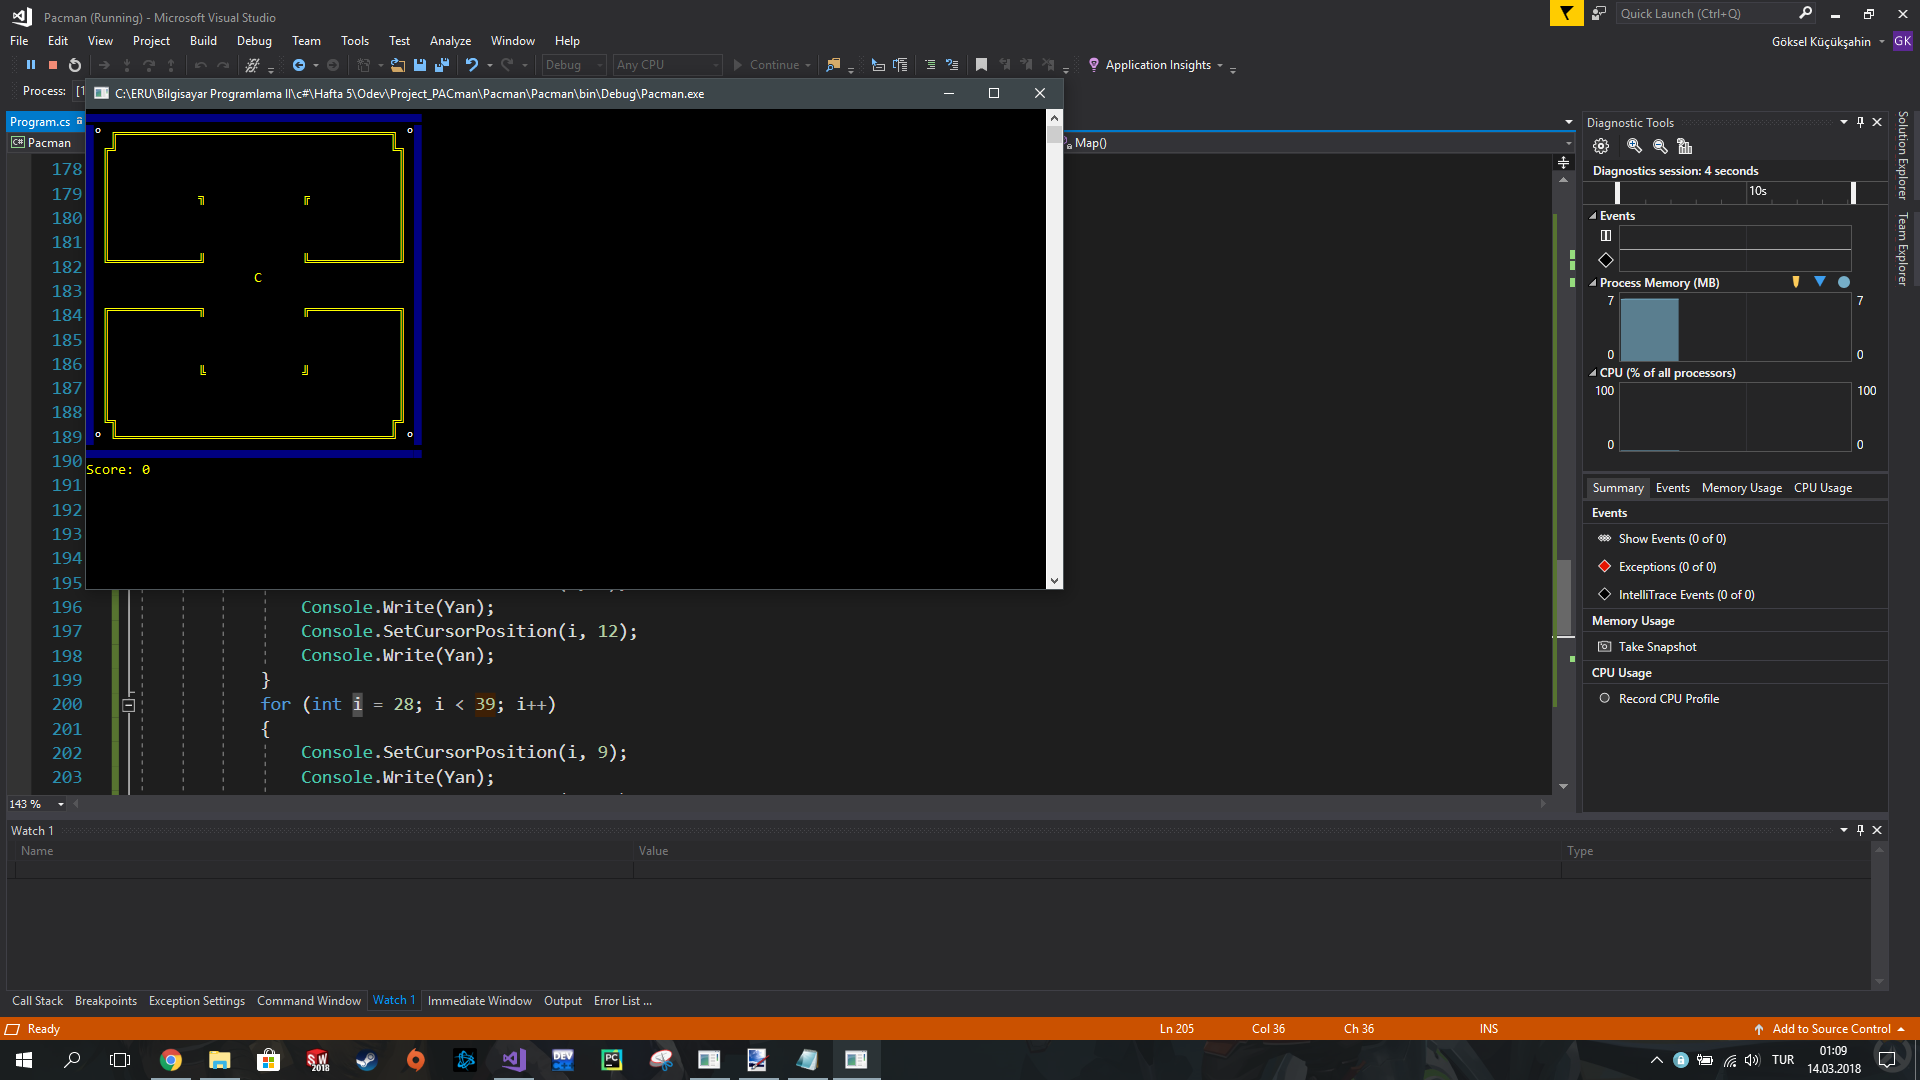 Pacman (Running) - Microsoft Visual Studio
Quick Launch (Ctrl+Q)
File Edit View Project Build Debug Team Tools Test Analyze Window Help
Göksel Küçükşahin GK
Debug Any CPU Continue Application Insights
Process: [1
C:\ERU\Bilgisayar Programlama II\c#\Hafta 5\Odev\Project_PACman\Pacman\Pacman\bin\Debug\Pacman.exe
Program.cs
C# Pacman
Map()
C
Score: 0
178
179
180
181
182
183
184
185
186
187
188
189
190
191
192
193
194
195
196 Console.Write(Yan);
197 Console.SetCursorPosition(i, 12);
198 Console.Write(Yan);
199 }
200 for (int i = 28; i < 39; i++)
201 {
202 Console.SetCursorPosition(i, 9);
203 Console.Write(Yan);
143 %
Diagnostic Tools
Diagnostics session: 4 seconds
10s
Events
Process Memory (MB)
7 7
0 0
CPU (% of all processors)
100 100
0 0
Summary Events Memory Usage CPU Usage
Events
Show Events (0 of 0)
Exceptions (0 of 0)
IntelliTrace Events (0 of 0)
Memory Usage
Take Snapshot
CPU Usage
Record CPU Profile
Solution Explorer
Team Explorer
Watch 1
Name Value Type
Call Stack Breakpoints Exception Settings Command Window Watch 1 Immediate Window Output Error List ...
Ready Ln 205 Col 36 Ch 36 INS Add to Source Control
SW 2018
DEV
PC
TUR
01:09
14.03.2018